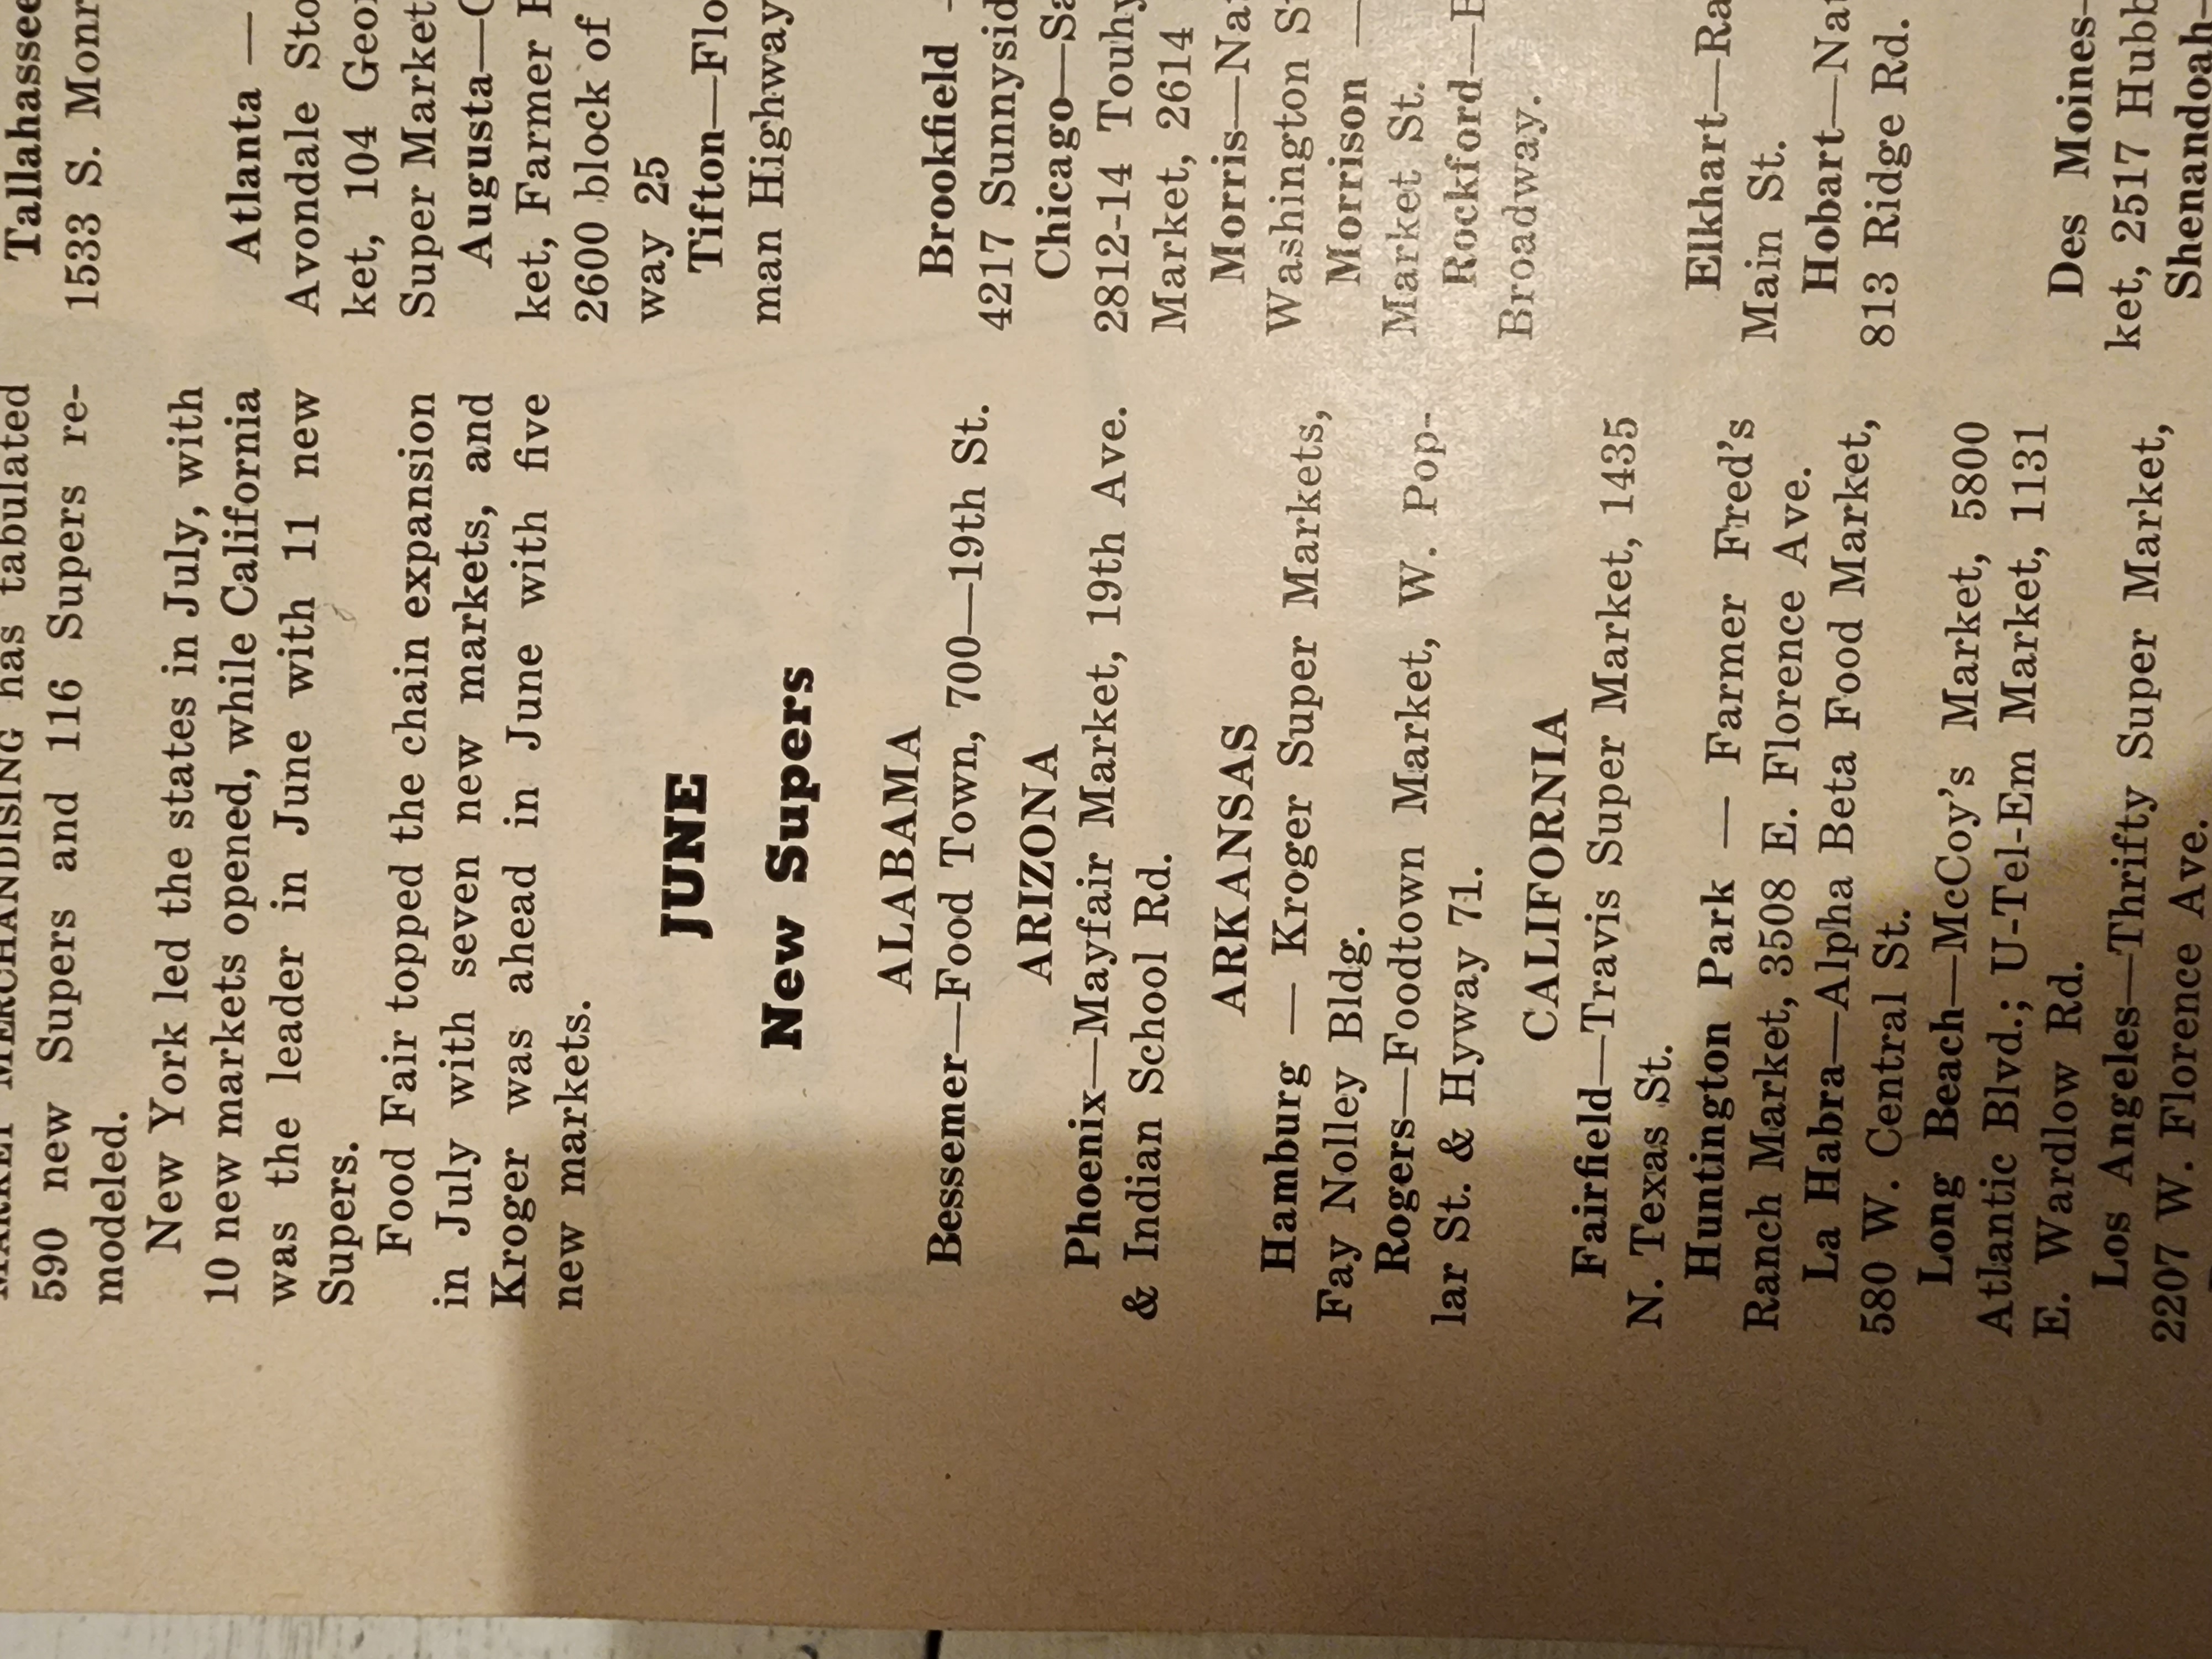 MARKET MERCHANDISING has tabulated
590 new Supers and 116 Supers re-
modeled.
New York led the states in July, with
10 new markets opened, while California
was the leader in June with 11 new
Supers.
Food Fair topped the chain expansion
in July with seven new markets, and
Kroger was ahead in June with five
new markets.
JUNE
New Supers
ALABAMA
Bessemer—Food Town, 700—19th St.
ARIZONA
Phoenix—Mayfair Market, 19th Ave.
& Indian School Rd.
ARKANSAS
Hamburg — Kroger Super Markets,
Fay Nolley Bldg.
Rogers—Foodtown Market, W. Pop-
lar St. & Hyway 71.
CALIFORNIA
Fairfield—Travis Super Market, 1435
N. Texas St.
Huntington Park — Farmer Fred's
Ranch Market, 3508 E. Florence Ave.
La Habra—Alpha Beta Food Market,
580 W. Central St.
Long Beach—McCoy's Market, 5800
Atlantic Blvd.; U-Tel-Em Market, 1131
E. Wardlow Rd.
Los Angeles—Thrifty Super Market,
2207 W. Florence Ave.
Tallahassee
1533 S. Monr
Atlanta —
Avondale Sto
ket, 104 Geor
Super Market
Augusta—
ket, Farmer
2600 block of
way 25
Tifton—Flo
man Highway
Brookfield -
4217 Sunnysid
Chicago—Sa
2812-14 Touhy
Market, 2614
Morris—Na
Washington S
Morrison —
Market St.
Rockford—
Broadway.
Elkhart—Ra
Main St.
Hobart—Nat
813 Ridge Rd.
Des Moines-
ket, 2517 Hubb
Shenandoah-